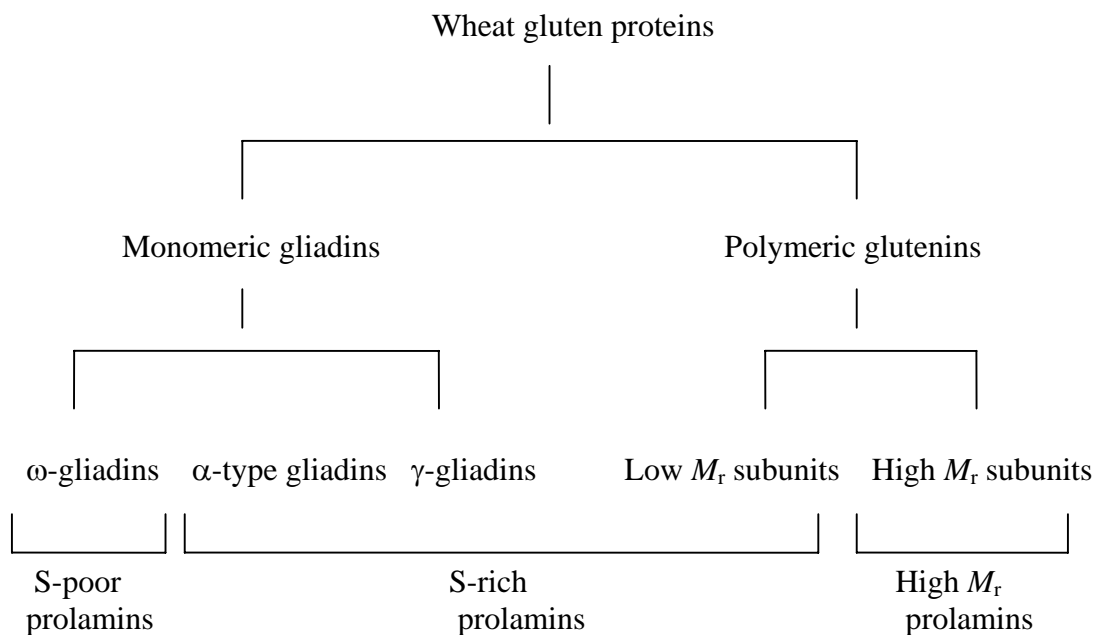 Wheat gluten proteins
Monomeric gliadins Polymeric glutenins
ω-gliadins α-type gliadins γ-gliadins Low Mr subunits High Mr subunits
S-poor S-rich High Mr
prolamins prolamins prolamins